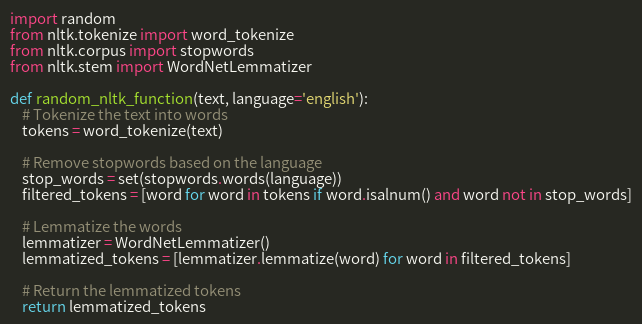 import random
from nltk.tokenize import word_tokenize
from nltk.corpus import stopwords
from nltk.stem import WordNetLemmatizer
def random_nltk_function(text, language='english'):
# Tokenize the text into words
tokens = word_tokenize(text)
# Remove stopwords based on the language
stop_words = set(stopwords.words(language))
filtered_tokens = [word for word in tokens if word.isalnum() and word not in stop_words]
# Lemmatize the words
lemmatizer = WordNetLemmatizer()
lemmatized_tokens = [lemmatizer.lemmatize(word) for word in filtered_tokens]
# Return the lemmatized tokens
return lemmatized_tokens